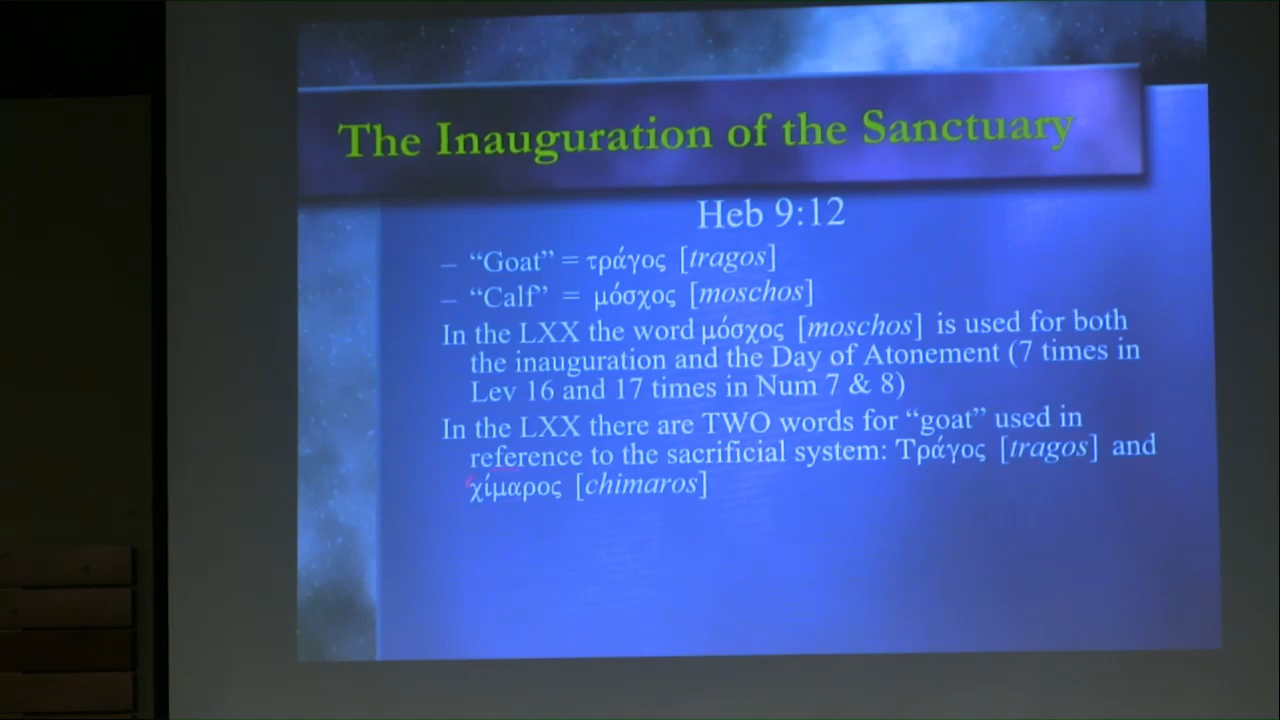 The Inauguration of the Sanctuary
Heb 9:12
– “Goat” = τράγος [tragos]
– “Calf” = μόσχος [moschos]
In the LXX the word μόσχος [moschos] is used for both
the inauguration and the Day of Atonement (7 times in
Lev 16 and 17 times in Num 7 & 8)
In the LXX there are TWO words for “goat” used in
reference to the sacrificial system: Τράγος [tragos] and
χίμαρος [chimaros]